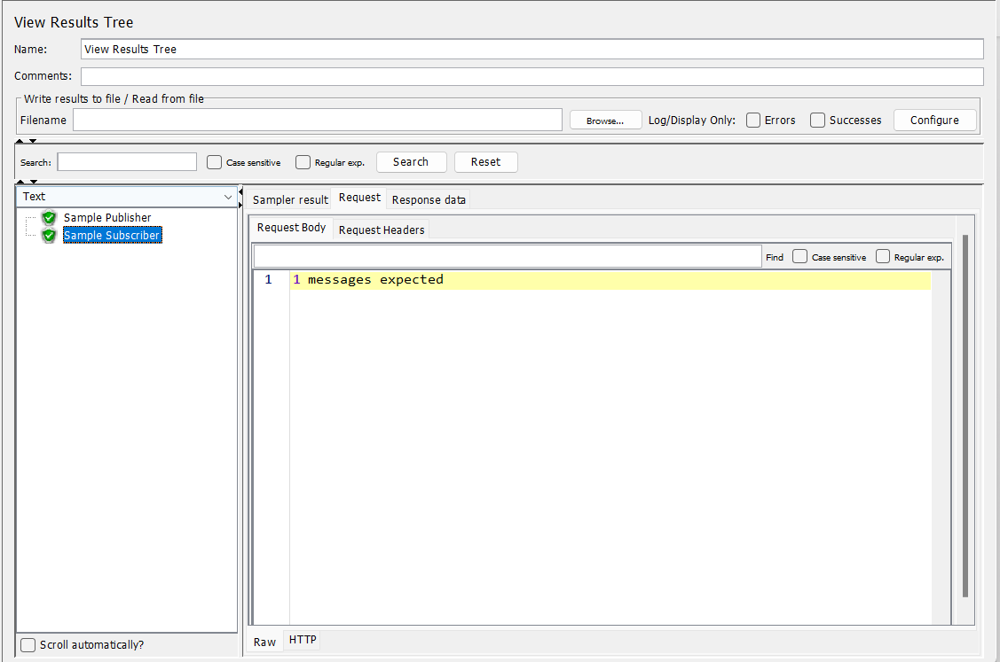 View Results Tree
Name: View Results Tree
Comments:
Write results to file / Read from file
Filename Browse... Log/Display Only: Errors Successes Configure
Search: Case sensitive Regular exp. Search Reset
Text
Sampler result Request Response data
Sample Publisher
Sample Subscriber
Request Body Request Headers
Find Case sensitive Regular exp.
1 1 messages expected
Raw HTTP
Scroll automatically?